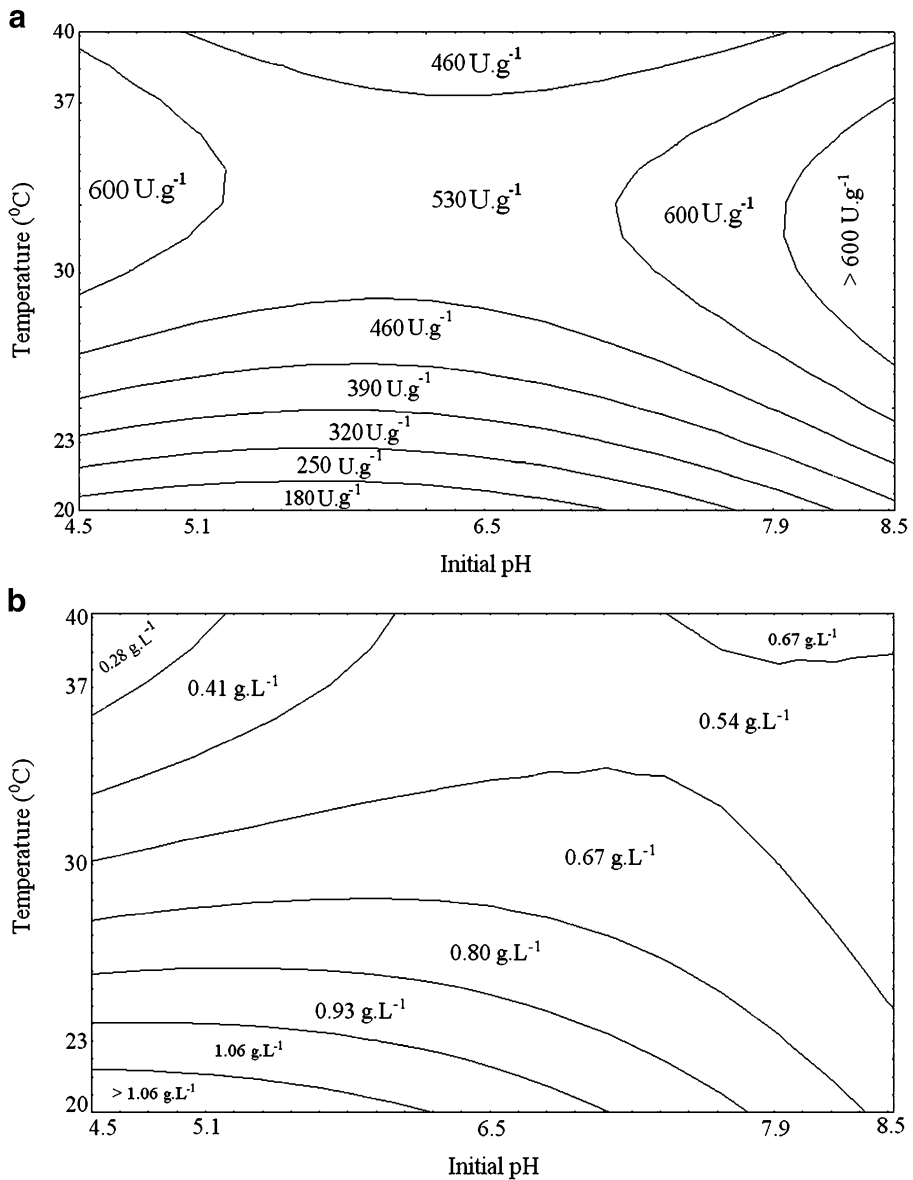 a
40
460 U.g-1
37
600 U.g-1
530 U.g-1
600 U.g-1
> 600 U.g-1
Temperature (⁰C)
30
460 U.g-1
390 U.g-1
23
320 U.g-1
250 U.g-1
180 U.g-1
20
4.5 5.1 6.5 7.9 8.5
Initial pH
b
40
0.28 g.L-1
0.67 g.L-1
37
0.41 g.L-1
0.54 g.L-1
Temperature (⁰C)
30
0.67 g.L-1
0.80 g.L-1
0.93 g.L-1
23
1.06 g.L-1
> 1.06 g.L-1
20
4.5 5.1 6.5 7.9 8.5
Initial pH